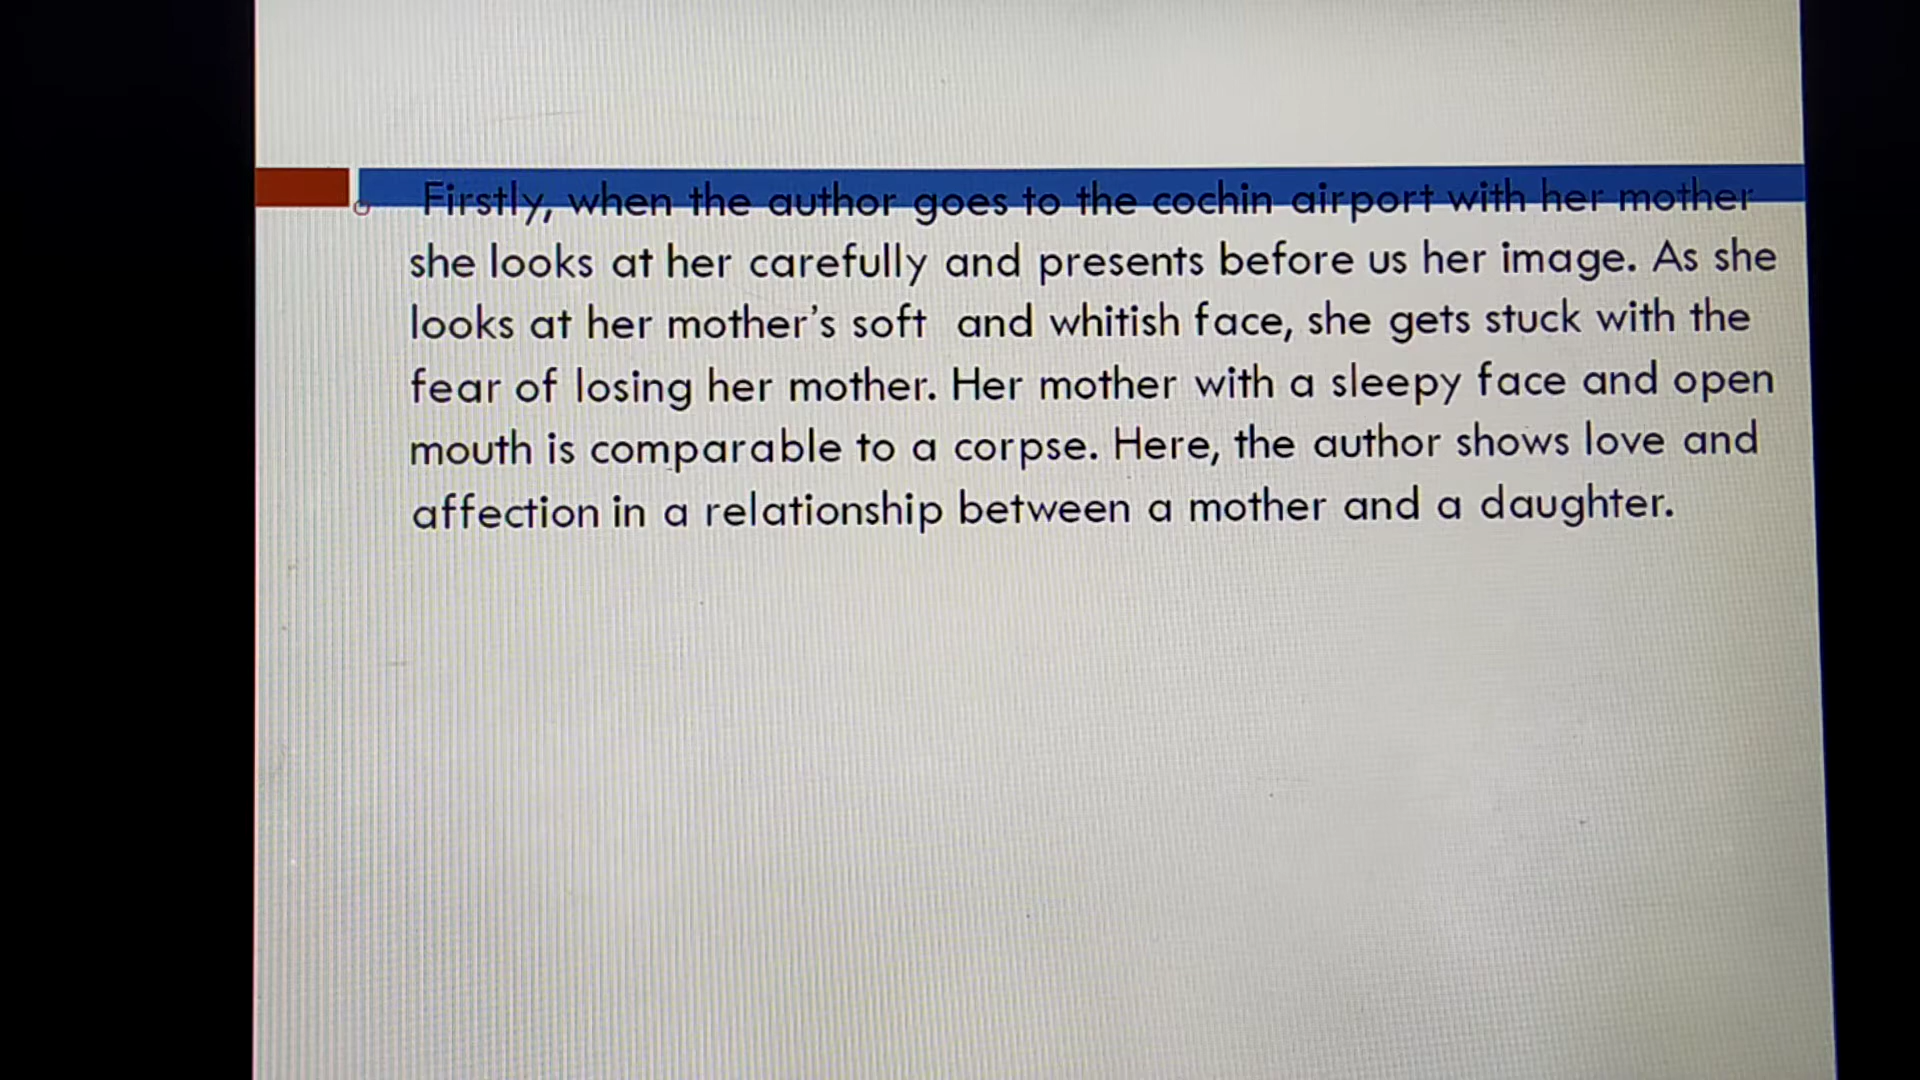 Firstly, when the author goes to the cochin airport with her mother
she looks at her carefully and presents before us her image. As she
looks at her mother's soft and whitish face, she gets stuck with the
fear of losing her mother. Her mother with a sleepy face and open
mouth is comparable to a corpse. Here, the author shows love and
affection in a relationship between a mother and a daughter.